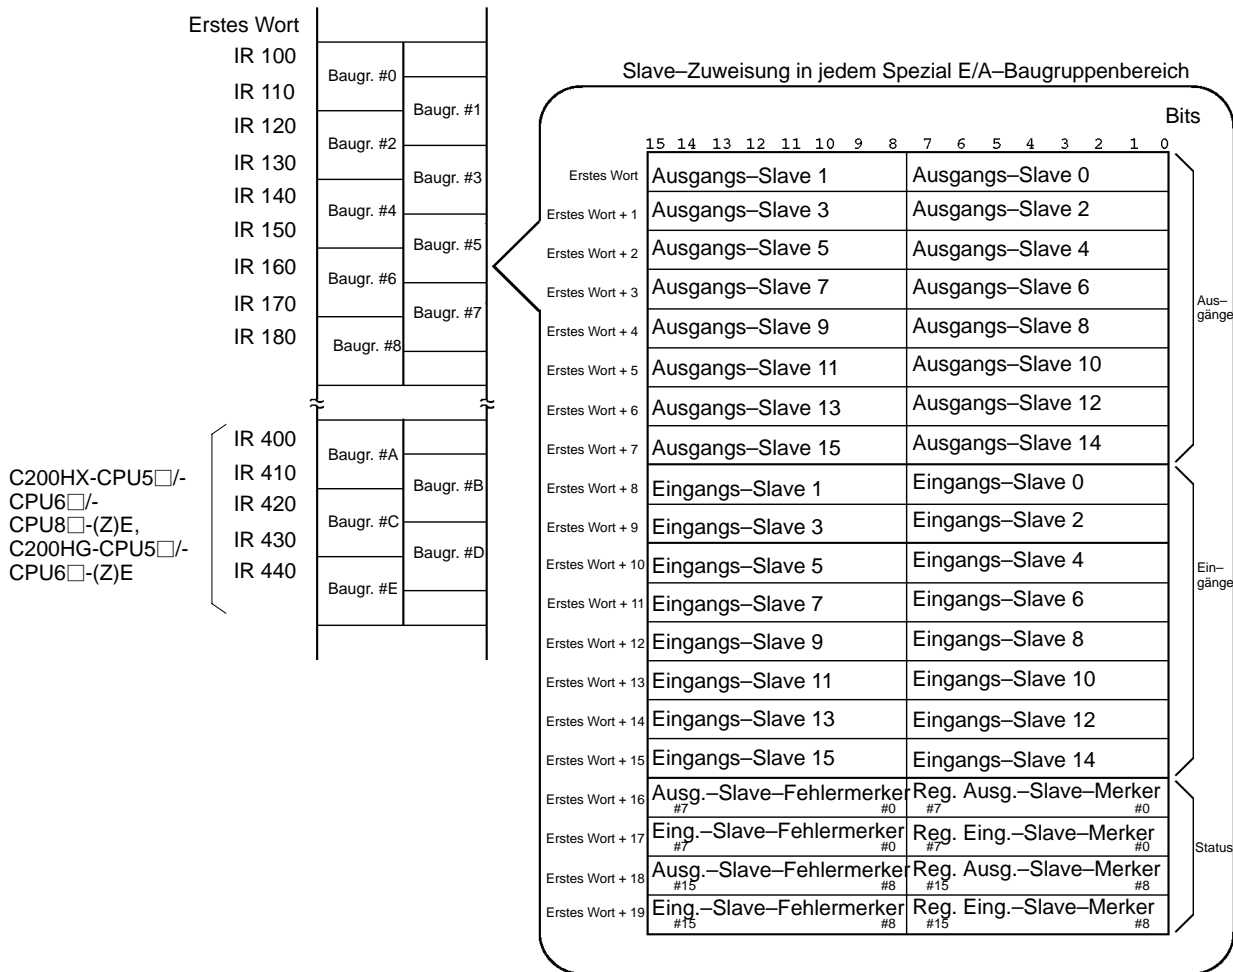 Erstes Wort
IR 100
IR 110
IR 120
IR 130
IR 140
IR 150
IR 160
IR 170
IR 180
Baugr. #0
Baugr. #1
Baugr. #2
Baugr. #3
Baugr. #4
Baugr. #5
Baugr. #6
Baugr. #7
Baugr. #8
C200HX-CPU5□/-
CPU6□/-
CPU8□-(Z)E,
C200HG-CPU5□/-
CPU6□-(Z)E
IR 400
IR 410
IR 420
IR 430
IR 440
Baugr. #A
Baugr. #B
Baugr. #C
Baugr. #D
Baugr. #E
Slave–Zuweisung in jedem Spezial E/A–Baugruppenbereich
Bits
15 14 13 12 11 10 9 8 7 6 5 4 3 2 1 0
Erstes Wort Ausgangs–Slave 1 Ausgangs–Slave 0
Erstes Wort + 1 Ausgangs–Slave 3 Ausgangs–Slave 2
Erstes Wort + 2 Ausgangs–Slave 5 Ausgangs–Slave 4
Erstes Wort + 3 Ausgangs–Slave 7 Ausgangs–Slave 6
Erstes Wort + 4 Ausgangs–Slave 9 Ausgangs–Slave 8
Erstes Wort + 5 Ausgangs–Slave 11 Ausgangs–Slave 10
Erstes Wort + 6 Ausgangs–Slave 13 Ausgangs–Slave 12
Erstes Wort + 7 Ausgangs–Slave 15 Ausgangs–Slave 14
Aus–
gänge
Erstes Wort + 8 Eingangs–Slave 1 Eingangs–Slave 0
Erstes Wort + 9 Eingangs–Slave 3 Eingangs–Slave 2
Erstes Wort + 10 Eingangs–Slave 5 Eingangs–Slave 4
Erstes Wort + 11 Eingangs–Slave 7 Eingangs–Slave 6
Erstes Wort + 12 Eingangs–Slave 9 Eingangs–Slave 8
Erstes Wort + 13 Eingangs–Slave 11 Eingangs–Slave 10
Erstes Wort + 14 Eingangs–Slave 13 Eingangs–Slave 12
Erstes Wort + 15 Eingangs–Slave 15 Eingangs–Slave 14
Ein–
gänge
Erstes Wort + 16 Ausg.–Slave–Fehlermerker Reg. Ausg.–Slave–Merker
#7 #0 #7 #0
Erstes Wort + 17 Eing.–Slave–Fehlermerker Reg. Eing.–Slave–Merker
#7 #0 #7 #0
Erstes Wort + 18 Ausg.–Slave–Fehlermerker Reg. Ausg.–Slave–Merker
#15 #8 #15 #8
Erstes Wort + 19 Eing.–Slave–Fehlermerker Reg. Eing.–Slave–Merker
#15 #8 #15 #8
Status